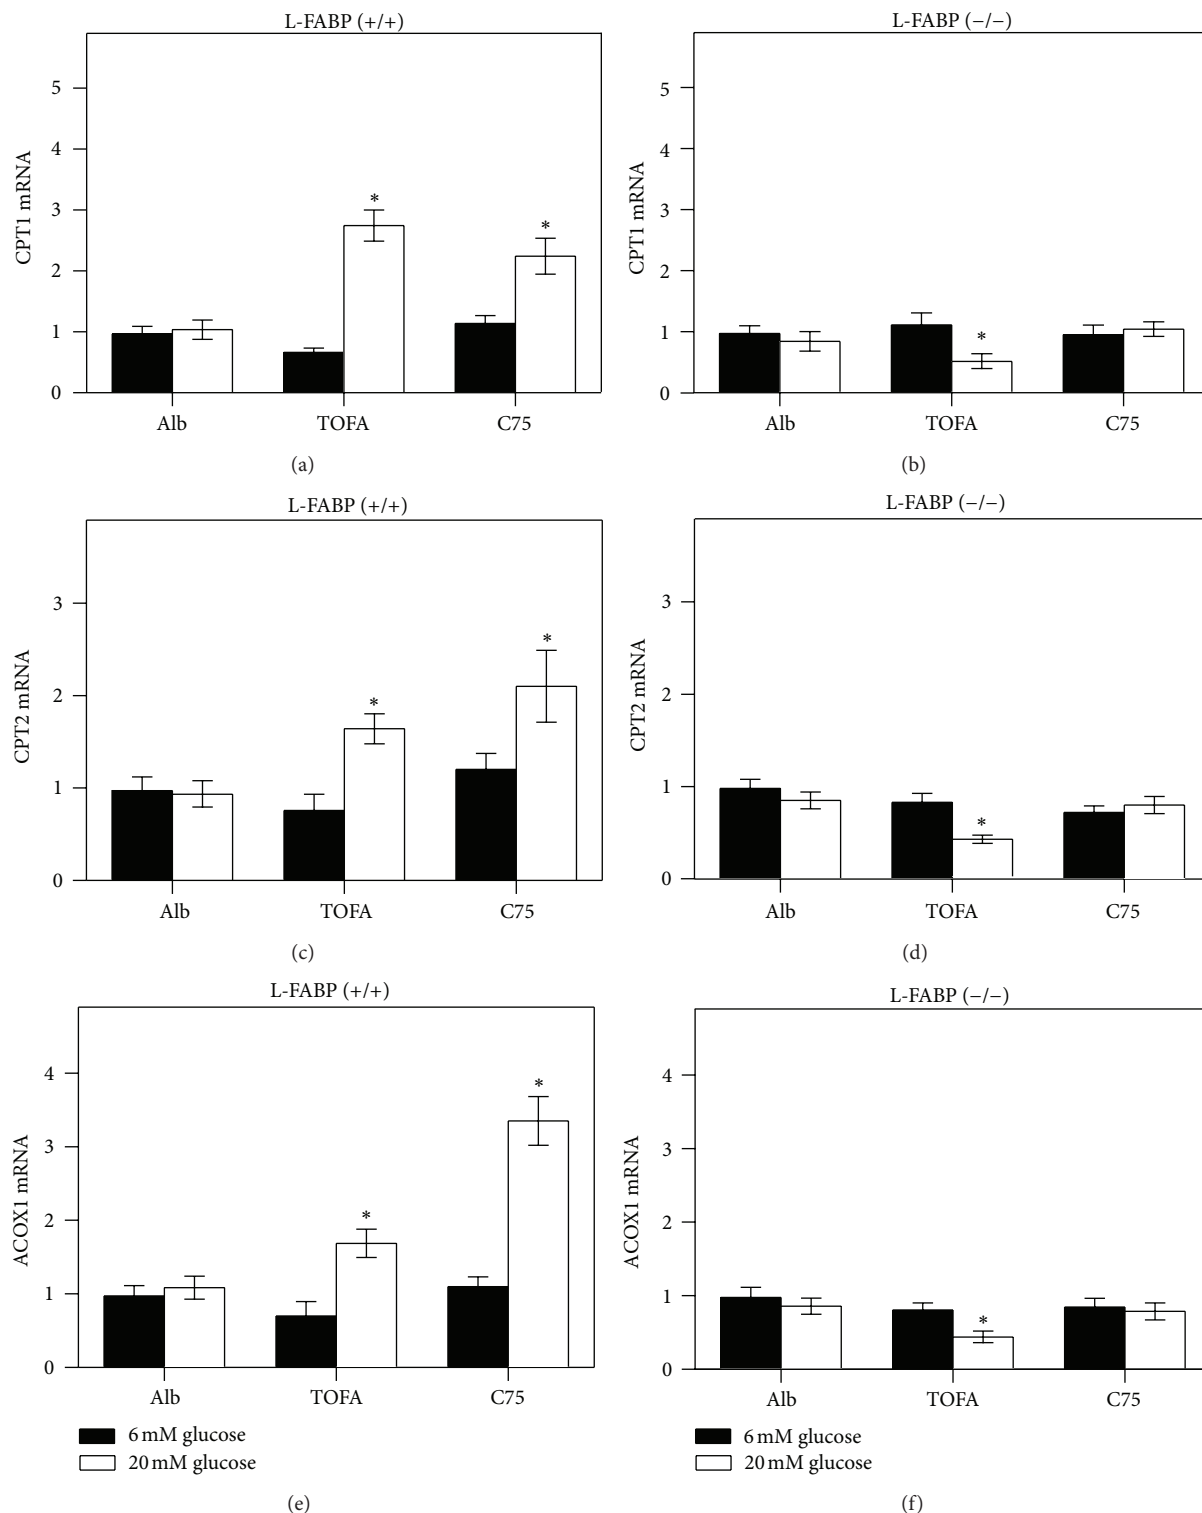 L-FABP (+/+)
CPT1 mRNA
5
4
3
2
1
0
*
*
Alb
TOFA
C75
(a)
L-FABP (−/−)
CPT1 mRNA
5
4
3
2
1
0
*
Alb
TOFA
C75
(b)
L-FABP (+/+)
CPT2 mRNA
3
2
1
0
*
*
Alb
TOFA
C75
(c)
L-FABP (−/−)
CPT2 mRNA
3
2
1
0
*
Alb
TOFA
C75
(d)
L-FABP (+/+)
ACOX1 mRNA
4
3
2
1
0
*
*
Alb
TOFA
C75
6 mM glucose
20 mM glucose
(e)
L-FABP (−/−)
ACOX1 mRNA
4
3
2
1
0
*
Alb
TOFA
C75
6 mM glucose
20 mM glucose
(f)